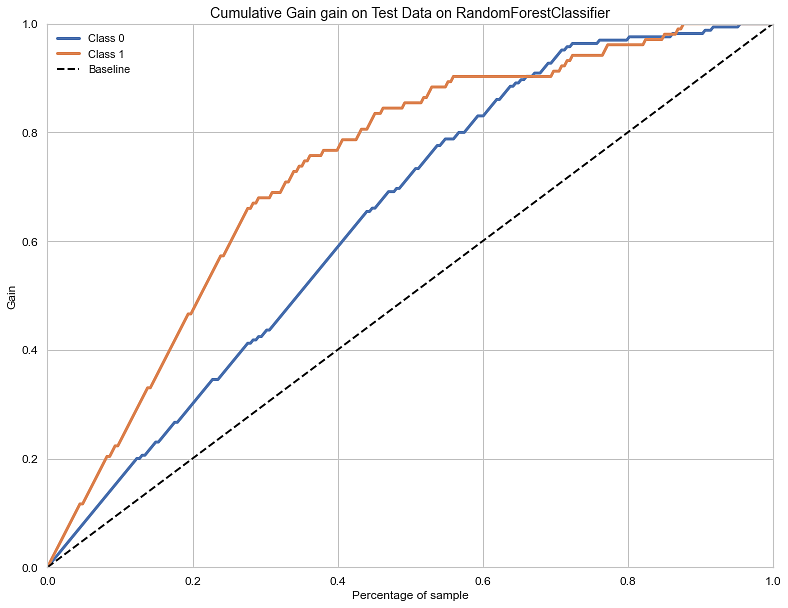 Cumulative Gain gain on Test Data on RandomForestClassifier
1.0
Class 0
Class 1
Baseline
0.8
0.6
Gain
0.4
0.2
0.0
0.0 0.2 0.4 0.6 0.8 1.0
Percentage of sample